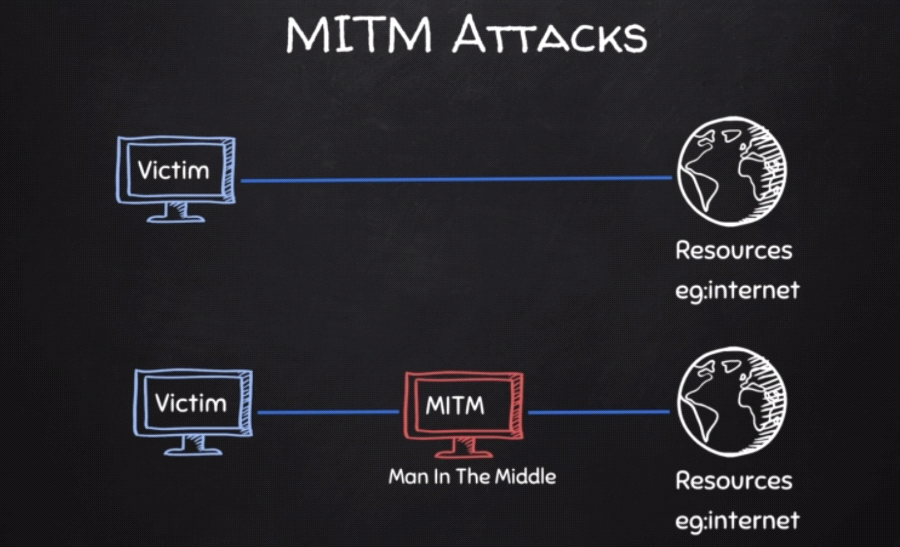 MITM ATTACKS
Victim
Resources
eg:internet
Victim
MITM
Man In The Middle
Resources
eg:internet